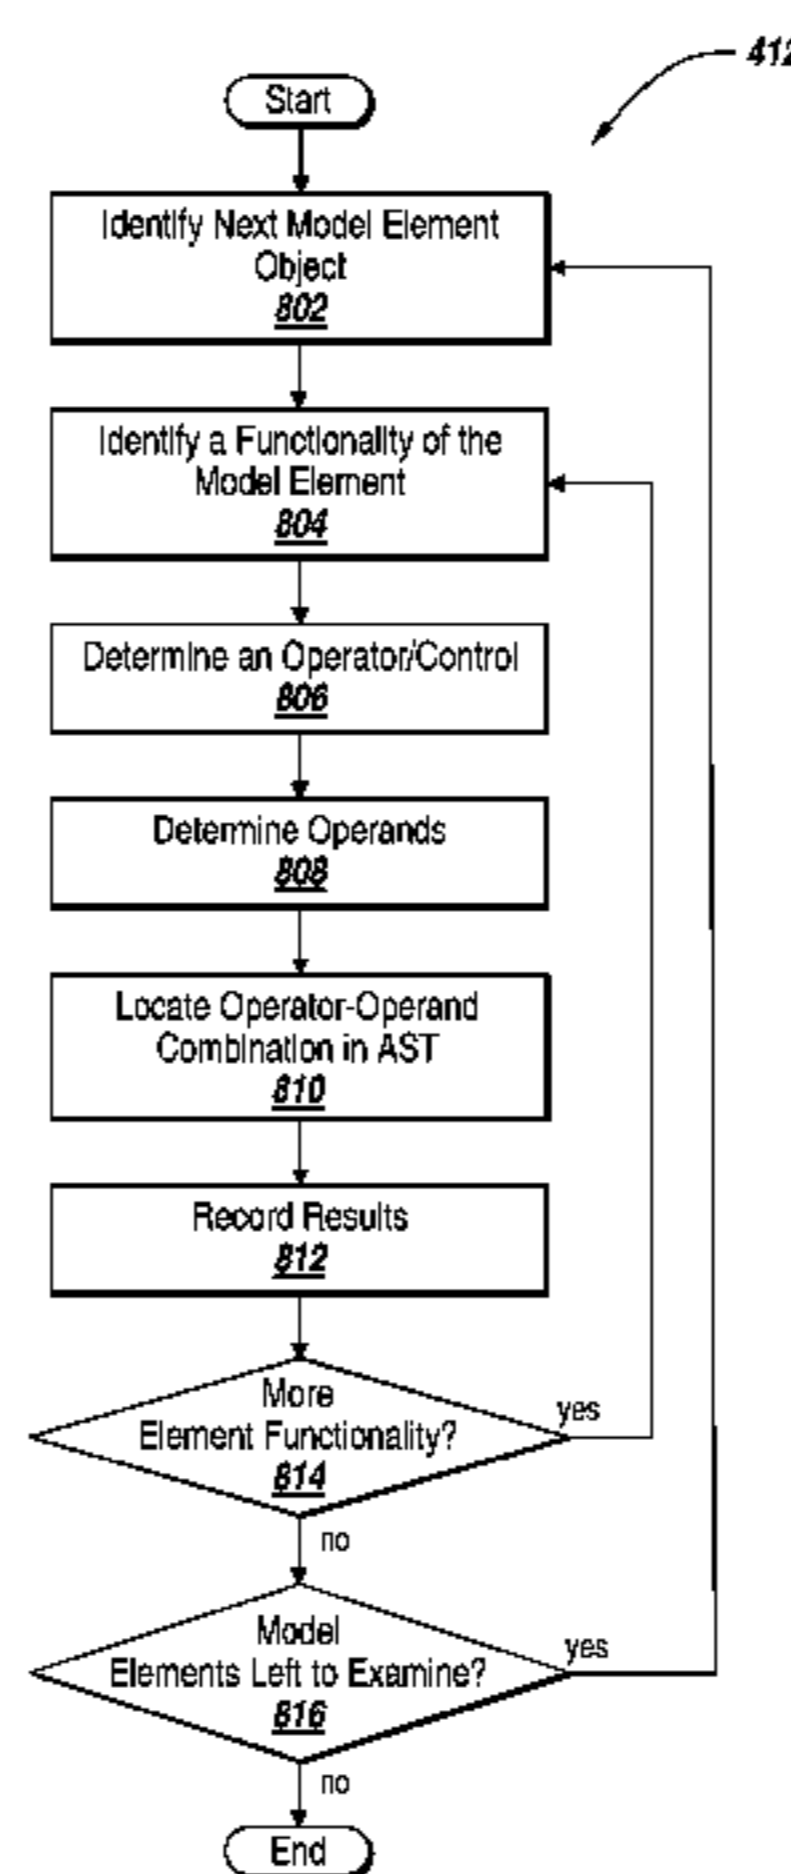 412
Start
Identify Next Model Element
Object
802
Identify a Functionality of the
Model Element
804
Determine an Operator/Control
806
Determine Operands
808
Locate Operator-Operand
Combination in AST
810
Record Results
812
More
Element Functionality?
814
yes
no
Model
Elements Left to Examine?
816
yes
no
End